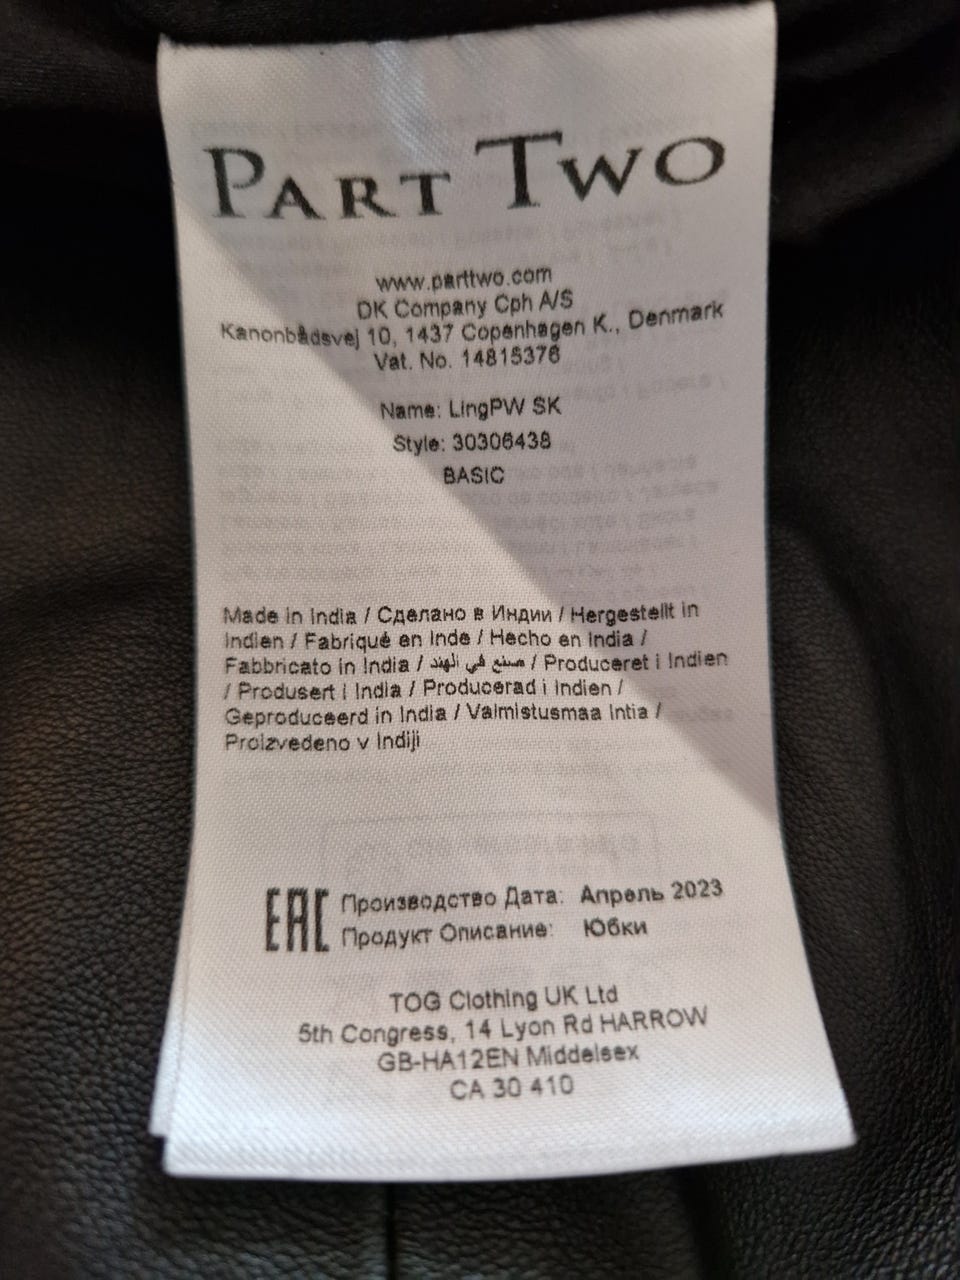 PART TWO
www.parttwo.com
DK Company Cph A/S
Kanonbådsvej 10, 1437 Copenhagen K., Denmark
Vat. No. 14815376
Name: LingPW SK
Style: 30306438
BASIC
Made in India / Сделано в Индии / Hergestellt in
Indien / Fabriqué en Inde / Hecho en India /
Fabbricato in India / صنع في الهند / Produceret i Indien
/ Produsert i India / Producerad i Indien /
Geproduceerd in India / Valmistusmaa Intia /
Proizvedeno v Indiji
EAC Производство Дата: Апрель 2023
Продукт Описание: Юбки
TOG Clothing UK Ltd
5th Congress, 14 Lyon Rd HARROW
GB-HA12EN Middelsex
CA 30 410